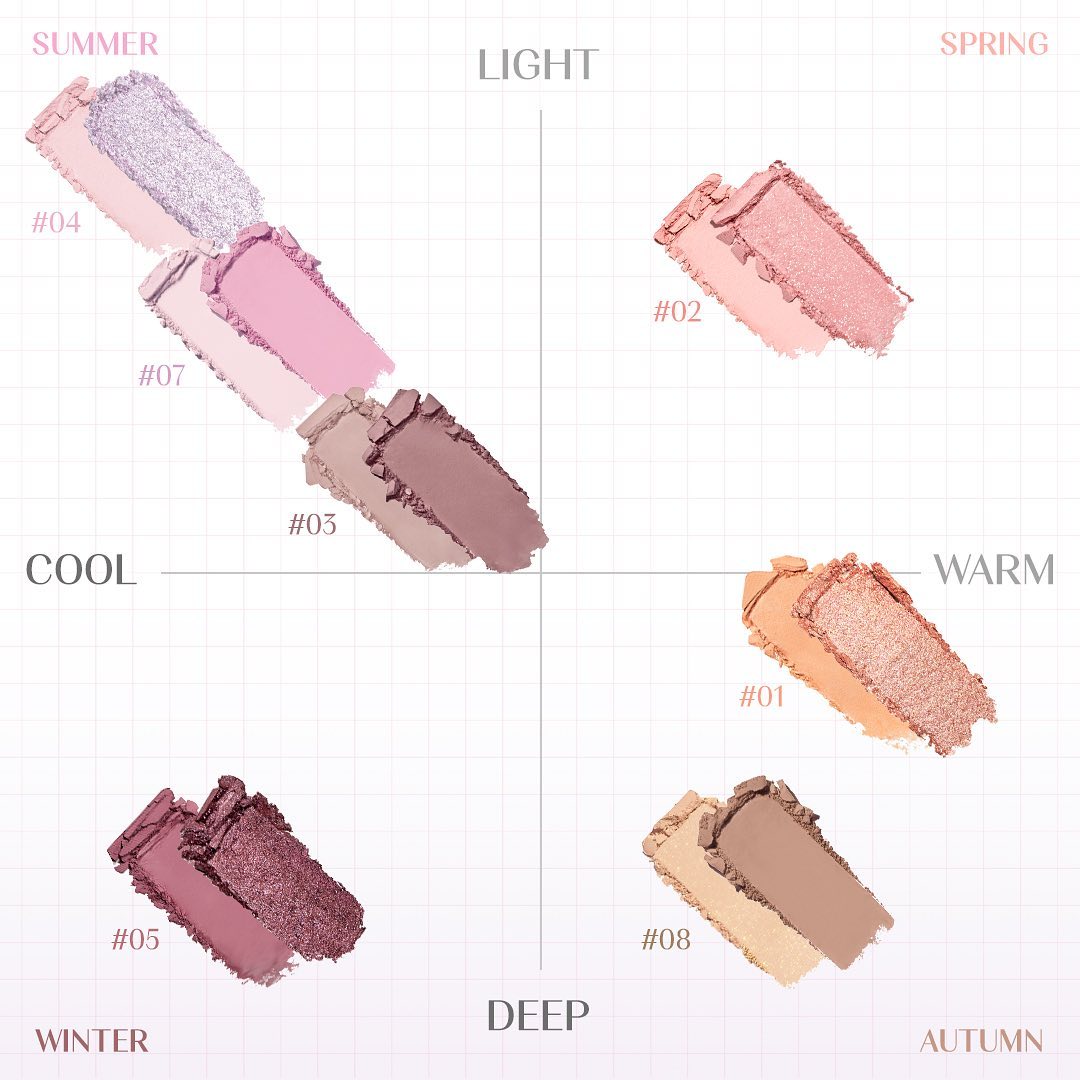 SUMMER
LIGHT
SPRING
#04
#02
#07
#03
COOL
WARM
#01
#05
#08
DEEP
WINTER
AUTUMN